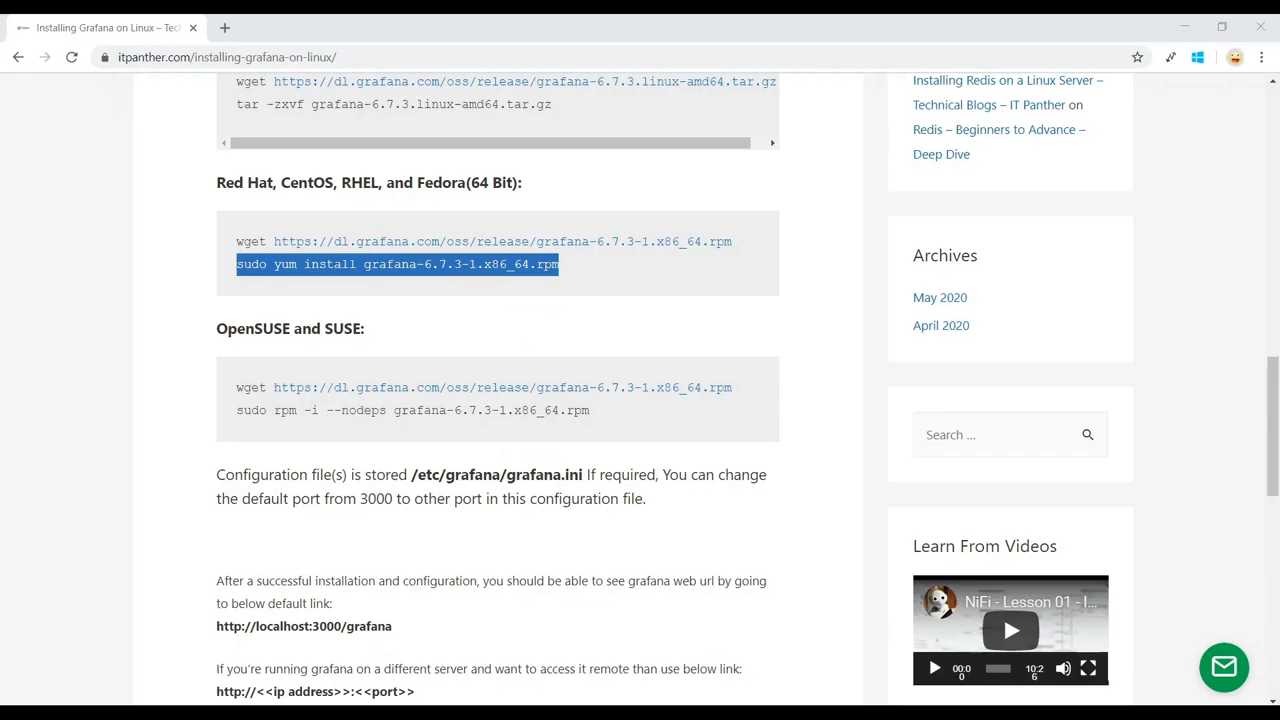 Installing Grafana on Linux – Tec
itpanther.com/installing-grafana-on-linux/
wget https://dl.grafana.com/oss/release/grafana-6.7.3.linux-amd64.tar.gz
tar -zxvf grafana-6.7.3.linux-amd64.tar.gz
Red Hat, CentOS, RHEL, and Fedora(64 Bit):
wget https://dl.grafana.com/oss/release/grafana-6.7.3-1.x86_64.rpm
sudo yum install grafana-6.7.3-1.x86_64.rpm
OpenSUSE and SUSE:
wget https://dl.grafana.com/oss/release/grafana-6.7.3-1.x86_64.rpm
sudo rpm -i --nodeps grafana-6.7.3-1.x86_64.rpm
Configuration file(s) is stored /etc/grafana/grafana.ini If required, You can change
the default port from 3000 to other port in this configuration file.
After a successful installation and configuration, you should be able to see grafana web url by going
to below default link:
http://localhost:3000/grafana
If you’re running grafana on a different server and want to access it remote than use below link:
http://<<ip address>>:<<port>>
Installing Redis on a Linux Server –
Technical Blogs – IT Panther on
Redis – Beginners to Advance –
Deep Dive
Archives
May 2020
April 2020
Search ...
Learn From Videos
NiFi - Lesson 01 - I...
00:0
0
10:2
6